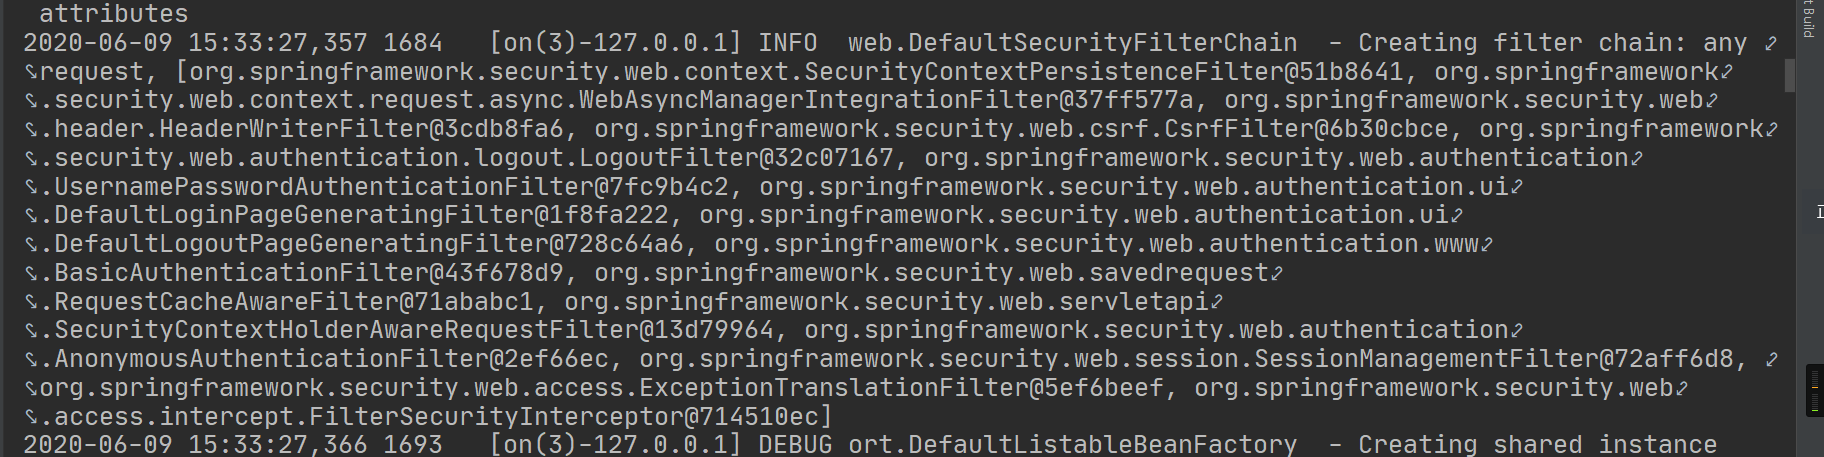 attributes
2020-06-09 15:33:27,357 1684   [on(3)-127.0.0.1] INFO  web.DefaultSecurityFilterChain  - Creating filter chain: any
request, [org.springframework.security.web.context.SecurityContextPersistenceFilter@51b8641, org.springframework
.security.web.context.request.async.WebAsyncManagerIntegrationFilter@37ff577a, org.springframework.security.web
.header.HeaderWriterFilter@3cdb8fa6, org.springframework.security.web.csrf.CsrfFilter@6b30cbce, org.springframework
.security.web.authentication.logout.LogoutFilter@32c07167, org.springframework.security.web.authentication
.UsernamePasswordAuthenticationFilter@7fc9b4c2, org.springframework.security.web.authentication.ui
.DefaultLoginPageGeneratingFilter@1f8fa222, org.springframework.security.web.authentication.ui
.DefaultLogoutPageGeneratingFilter@728c64a6, org.springframework.security.web.authentication.www
.BasicAuthenticationFilter@43f678d9, org.springframework.security.web.savedrequest
.RequestCacheAwareFilter@71ababc1, org.springframework.security.web.servletapi
.SecurityContextHolderAwareRequestFilter@13d79964, org.springframework.security.web.authentication
.AnonymousAuthenticationFilter@2ef66ec, org.springframework.security.web.session.SessionManagementFilter@72aff6d8,
org.springframework.security.web.access.ExceptionTranslationFilter@5ef6beef, org.springframework.security.web
.access.intercept.FilterSecurityInterceptor@714510ec]
2020-06-09 15:33:27,366 1693   [on(3)-127.0.0.1] DEBUG ort.DefaultListableBeanFactory  - Creating shared instance
t Build